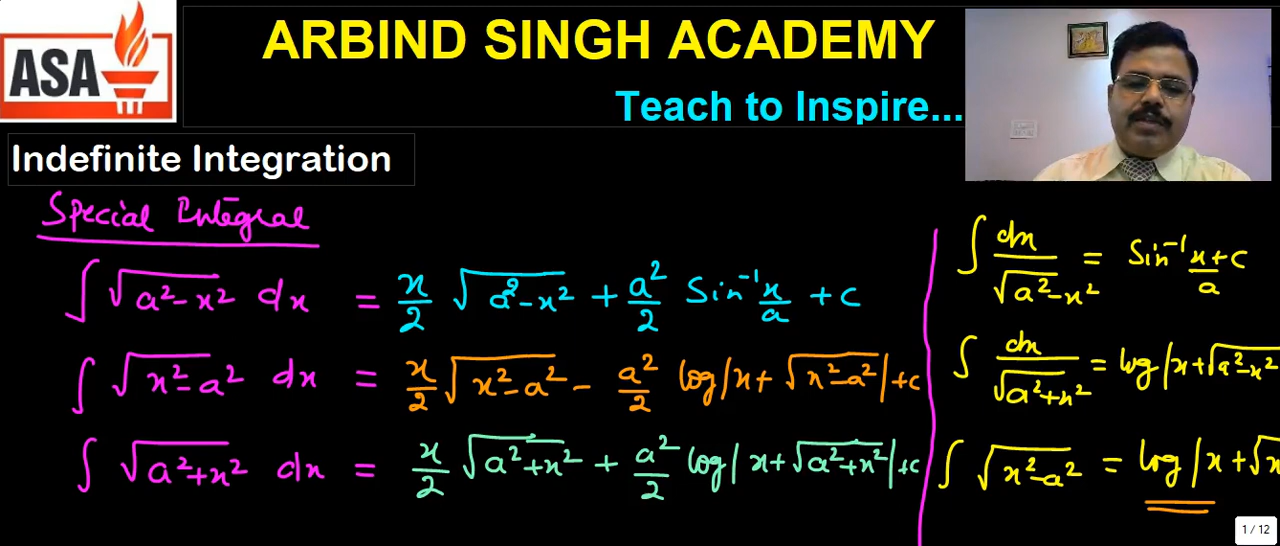 ASA
ARBIND SINGH ACADEMY
Teach to Inspire...
Indefinite Integration
Special Integral
∫ √(a²-x²) dx = x/2 √(a²-x²) + a²/2 Sin⁻¹ x/a + c
∫ √(x²-a²) dx = x/2 √(x²-a²) - a²/2 log|x+√(x²-a²)|+c
∫ √(a²+x²) dx = x/2 √(a²+x²) + a²/2 log|x+√(a²+x²)|+c
∫ dx/√(a²-x²) = Sin⁻¹ x/a + c
∫ dx/√(a²+x²) = log|x+√(a²-x²)
∫ √(x²-a²) = log|x+√x
1 / 12